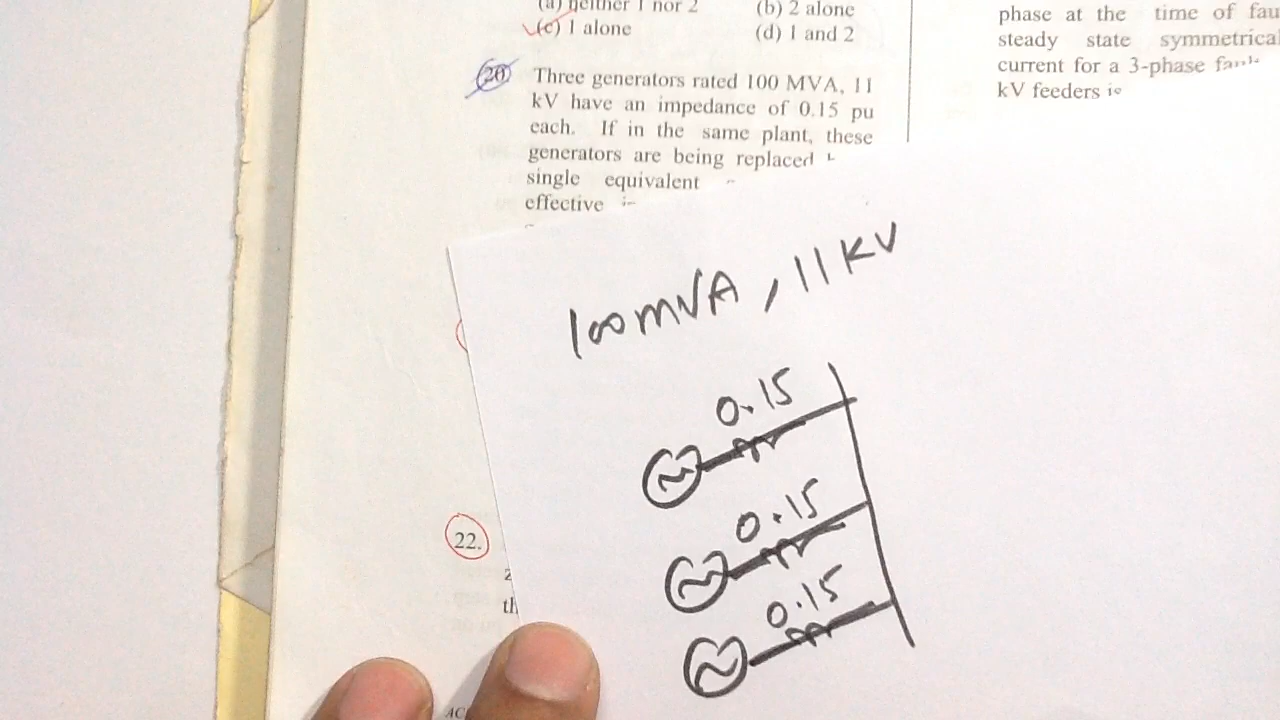 (a) neither 1 nor 2 (b) 2 alone
(c) 1 alone (d) 1 and 2
20 Three generators rated 100 MVA, 11
kV have an impedance of 0.15 pu
each. If in the same plant, these
generators are being replaced
single equivalent
effective
phase at the time of
steady state symmetrical
current for a 3-phase
kV feeders is
100 MVA, 11 KV
0.15
0.15
0.15
22.